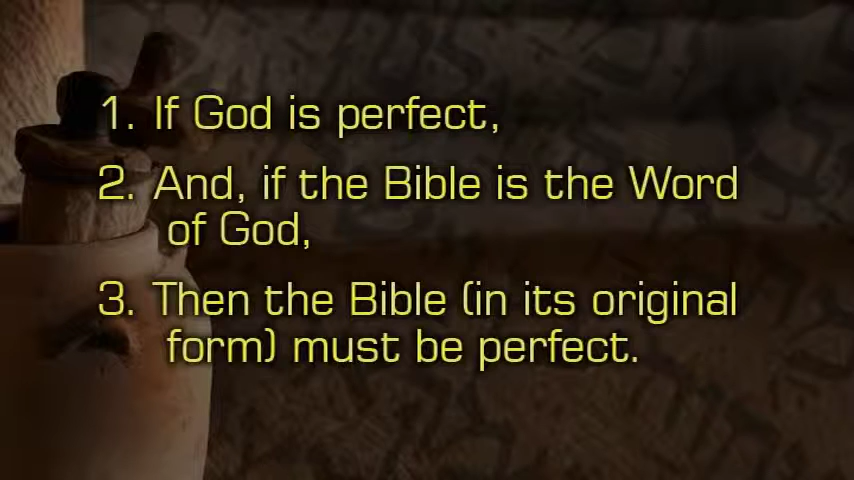 1. If God is perfect,
2. And, if the Bible is the Word
of God,
3. Then the Bible (in its original
form) must be perfect.